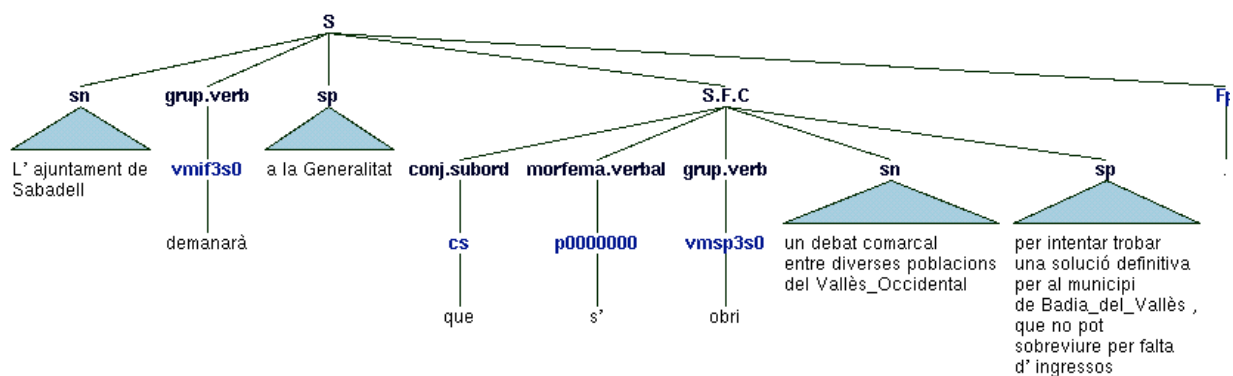 S
sn grup.verb sp S.F.C Fp
L' ajuntament de
Sabadell
vmif3s0
a la Generalitat
demanarà
conj.subord morfema.verbal grup.verb sn sp
cs p0000000 vmsp3s0
que s' obri
un debat comarcal
entre diverses poblacions
del Vallès_Occidental
per intentar trobar
una solució definitiva
per al municipi
de Badia_del_Vallès ,
que no pot
sobreviure per falta
d' ingressos
.